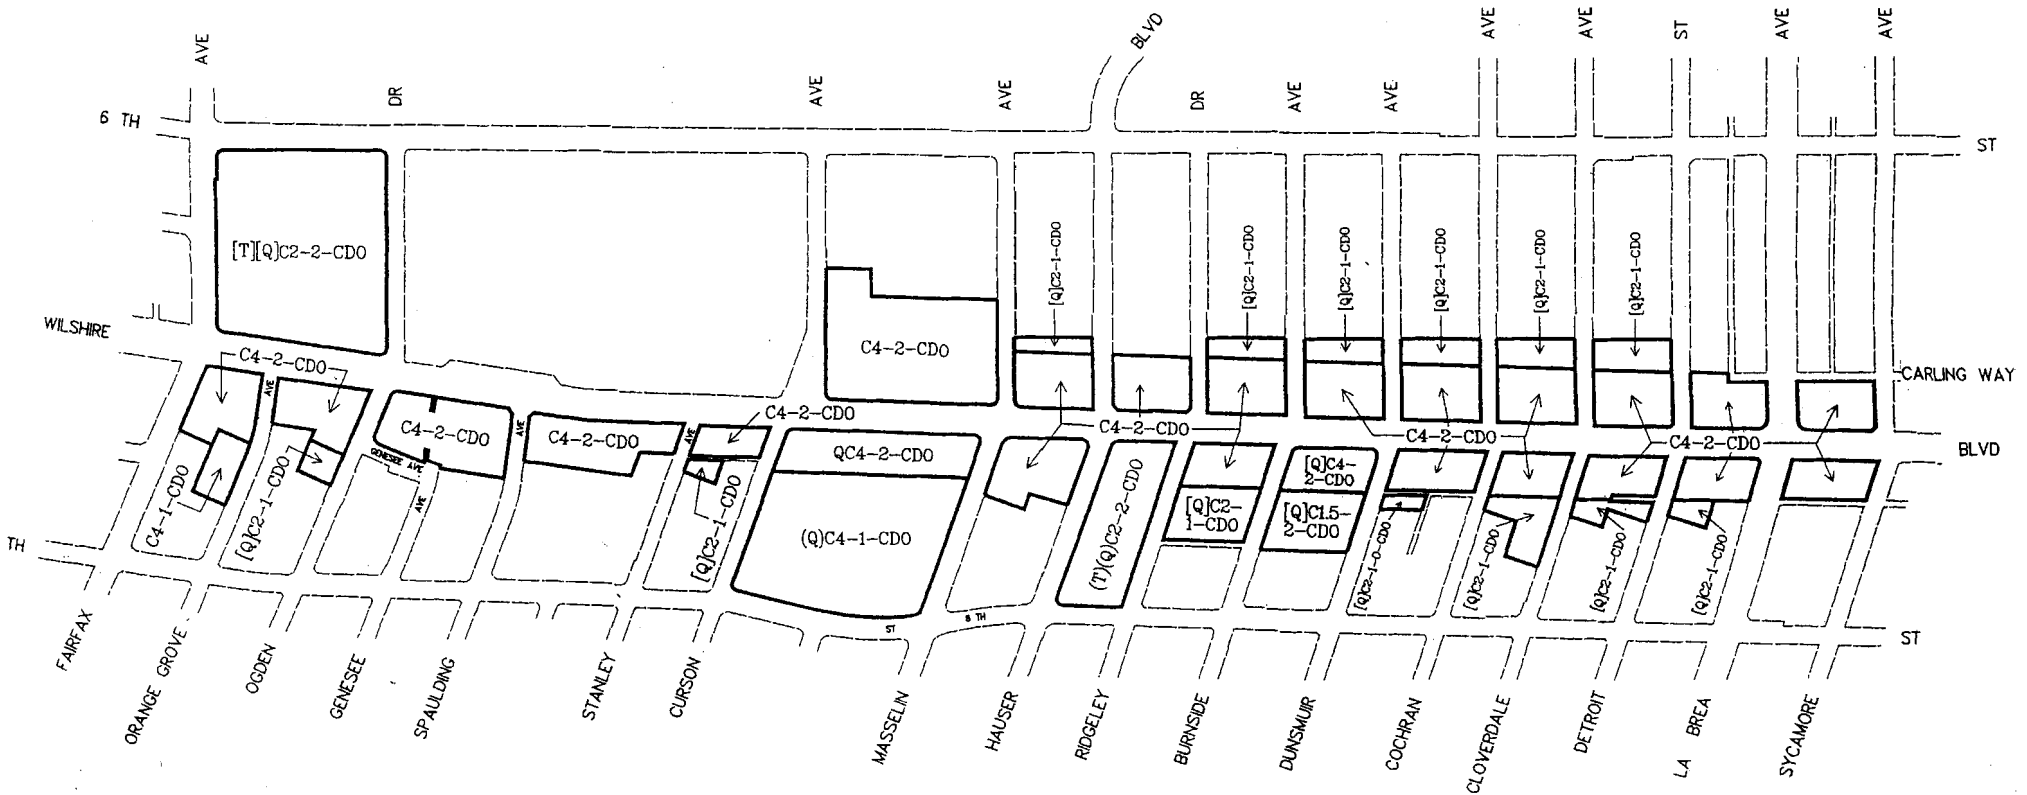 AVE
DR
AVE
AVE
BLVD
DR
AVE
AVE
AVE
AVE
ST
AVE
AVE
6 TH
ST
[T][Q]C2-2-CDO
[Q]C2-1-CDO
[Q]C2-1-CDO
[Q]C2-1-CDO
[Q]C2-1-CDO
[Q]C2-1-CDO
[Q]C2-1-CDO
WILSHIRE
C4-2-CDO
C4-2-CDO
CARLING WAY
AVE
C4-2-CDO
AVE
C4-2-CDO
AVE
C4-2-CDO
C4-2-CDO
C4-2-CDO
C4-2-CDO
BLVD
GENESEE AVE
AVE
QC4-2-CDO
[Q]C4-
2-CDO
C4-1-CDO
[Q]C2-1-CDO
[Q]C2-1-CDO
(Q)C4-1-CDO
(T)(Q)C2-2-CDO
[Q]C2-
1-CDO
[Q]C1.5-
2-CDO
[Q]C2-1-O-CDO
[Q]C2-1-CDO
[Q]C2-1-CDO
[Q]C2-1-CDO
TH
ST
8 TH
ST
FAIRFAX
ORANGE GROVE
OGDEN
GENESEE
SPAULDING
STANLEY
CURSON
MASSELIN
HAUSER
RIDGELEY
BURNSIDE
DUNSMUIR
COCHRAN
CLOVERDALE
DETROIT
LA BREA
SYCAMORE